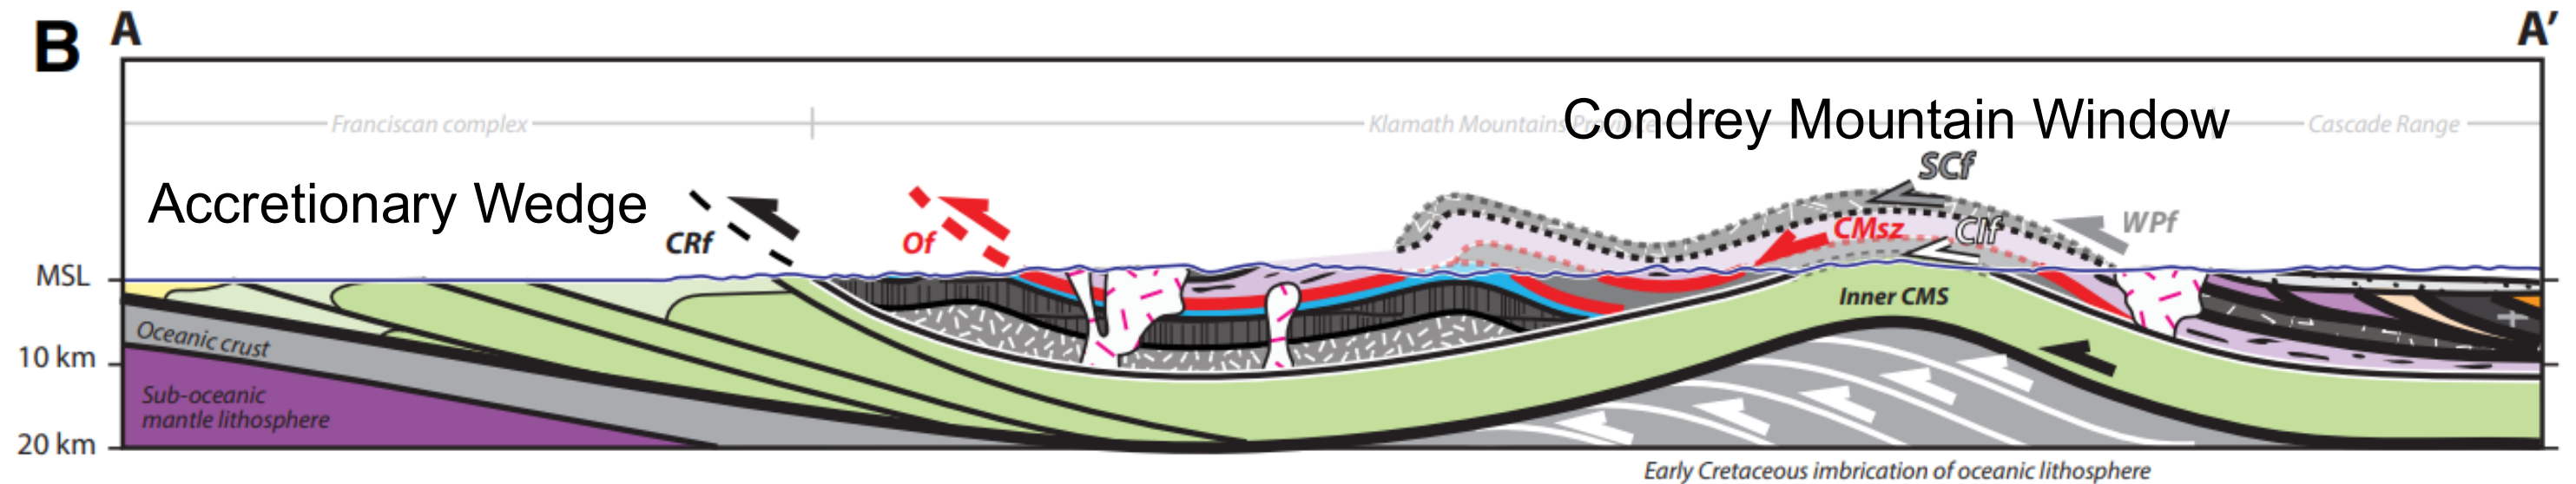 B
A
A′
Franciscan complex
Klamath Mountains Province
Condrey Mountain Window
Cascade Range
SCf
Accretionary Wedge
CRf
Of
CMsz
Clf
WPf
MSL
Inner CMS
Oceanic crust
10 km
Sub-oceanic
mantle lithosphere
20 km
Early Cretaceous imbrication of oceanic lithosphere